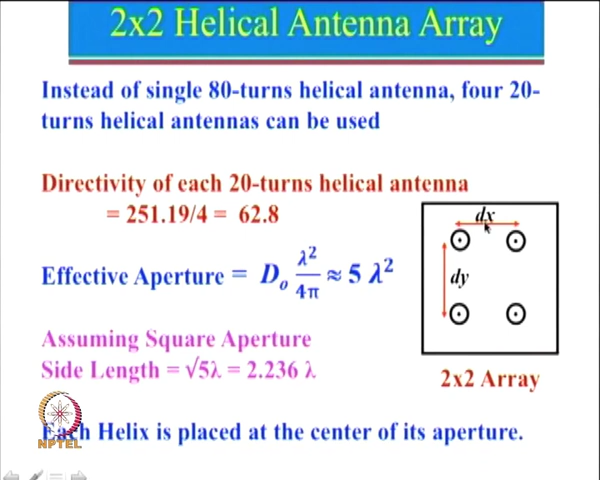 2x2 Helical Antenna Array
Instead of single 80-turns helical antenna, four 20-
turns helical antennas can be used
Directivity of each 20-turns helical antenna
= 251.19/4 = 62.8
Effective Aperture = Dₒ λ²/4π ≈ 5 λ²
Assuming Square Aperture
Side Length = √5λ = 2.236 λ
dx
dy
2x2 Array
Each Helix is placed at the center of its aperture.
NPTEL